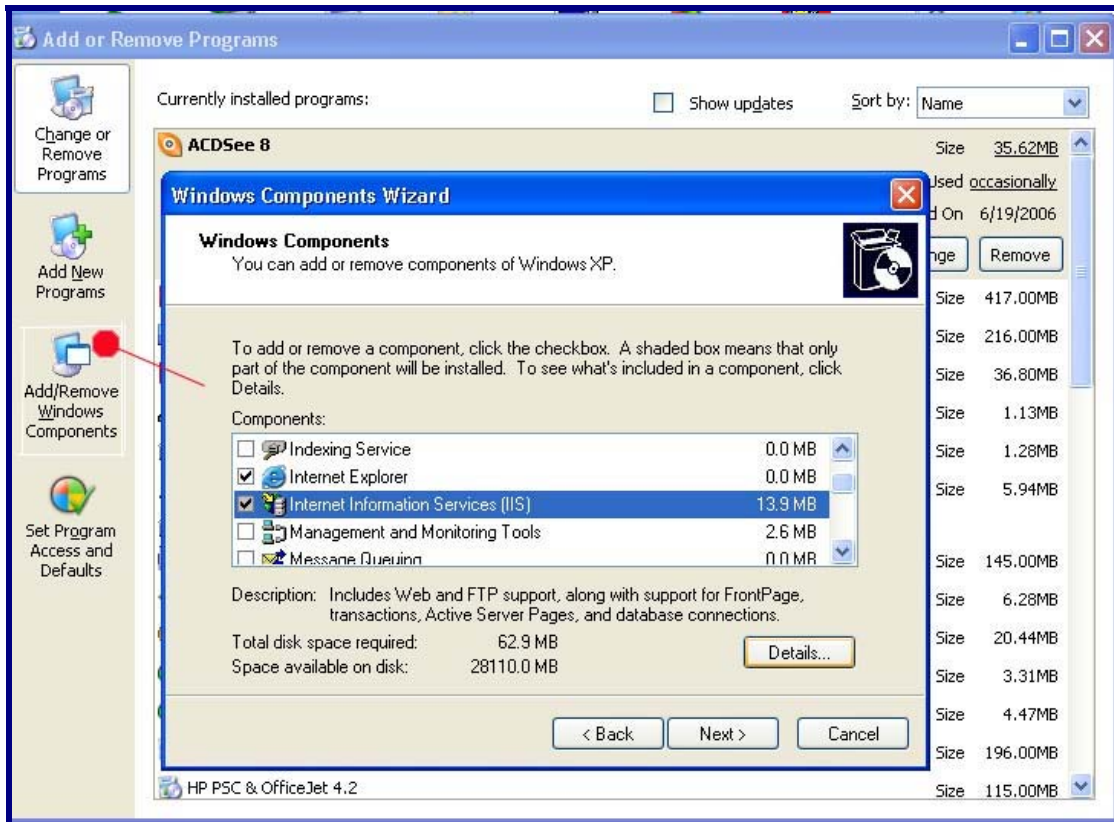 Add or Remove Programs
Currently installed programs:
Show updates
Sort by: Name
Change or
Remove
Programs
Add New
Programs
Add/Remove
Windows
Components
Set Program
Access and
Defaults
ACDSee 8
Size 35.62MB
Used occasionally
d On 6/19/2006
nge Remove
Size 417.00MB
Size 216.00MB
Size 36.80MB
Size 1.13MB
Size 1.28MB
Size 5.94MB
Size 145.00MB
Size 6.28MB
Size 20.44MB
Size 3.31MB
Size 4.47MB
Size 196.00MB
HP PSC & OfficeJet 4.2
Size 115.00MB
Windows Components Wizard
Windows Components
You can add or remove components of Windows XP.
To add or remove a component, click the checkbox. A shaded box means that only
part of the component will be installed. To see what's included in a component, click
Details.
Components:
Indexing Service 0.0 MB
Internet Explorer 0.0 MB
Internet Information Services (IIS) 13.9 MB
Management and Monitoring Tools 2.6 MB
Message Queuing 0.0 MB
Description: Includes Web and FTP support, along with support for FrontPage,
transactions, Active Server Pages, and database connections.
Total disk space required: 62.9 MB
Space available on disk: 28110.0 MB
Details...
< Back
Next >
Cancel